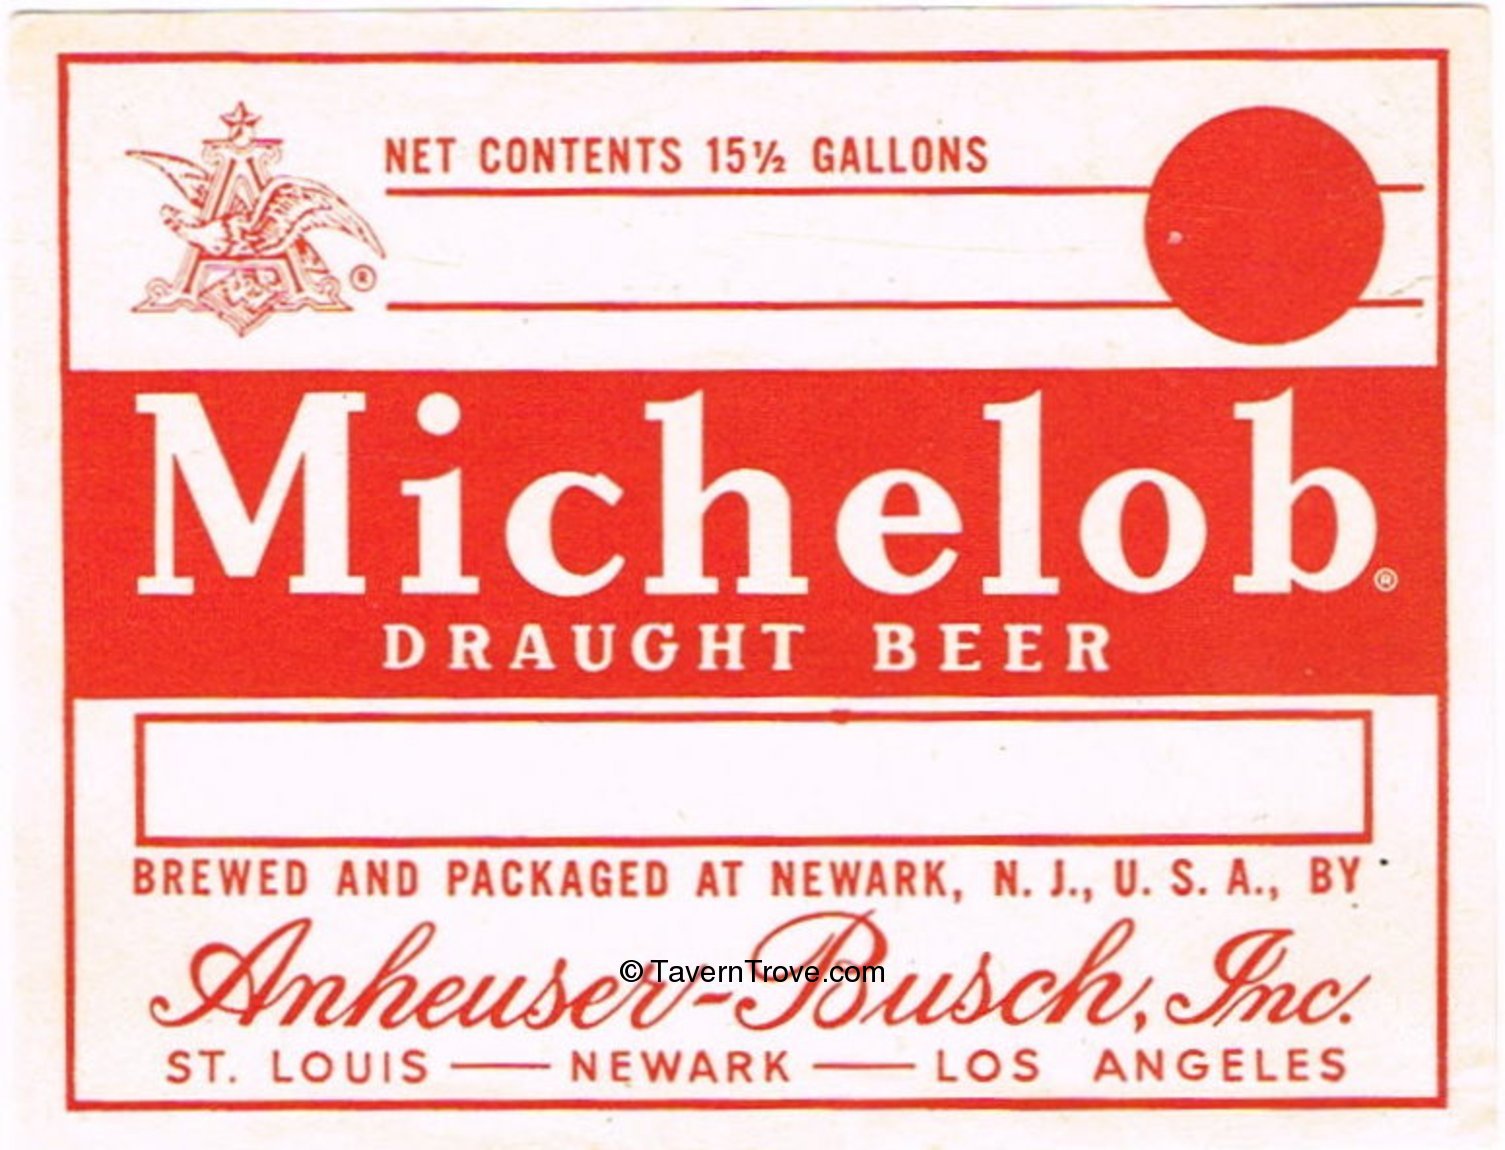 NET CONTENTS 15½ GALLONS
A
®
Michelob®
DRAUGHT BEER
BREWED AND PACKAGED AT NEWARK, N. J., U. S. A., BY
Anheuser-Busch, Inc.
© TavernTrove.com
ST. LOUIS — NEWARK — LOS ANGELES